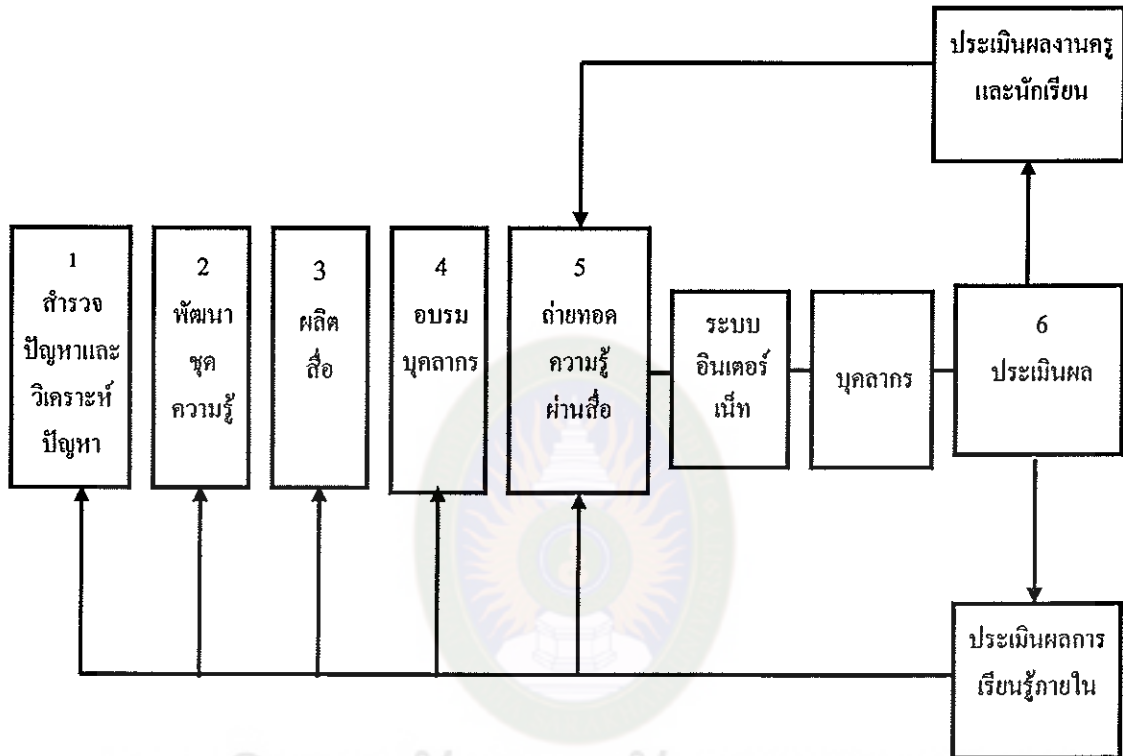 ประเมินผลงานครู
และนักเรียน
1
สำรวจ
ปัญหาและ
วิเคราะห์
ปัญหา
2
พัฒนา
ชุด
ความรู้
3
ผลิต
สื่อ
4
อบรม
บุคลากร
5
ถ่ายทอด
ความรู้
ผ่านสื่อ
ระบบ
อินเตอร์
เน็ท
บุคลากร
6
ประเมินผล
ประเมินผลการ
เรียนรู้ภายใน